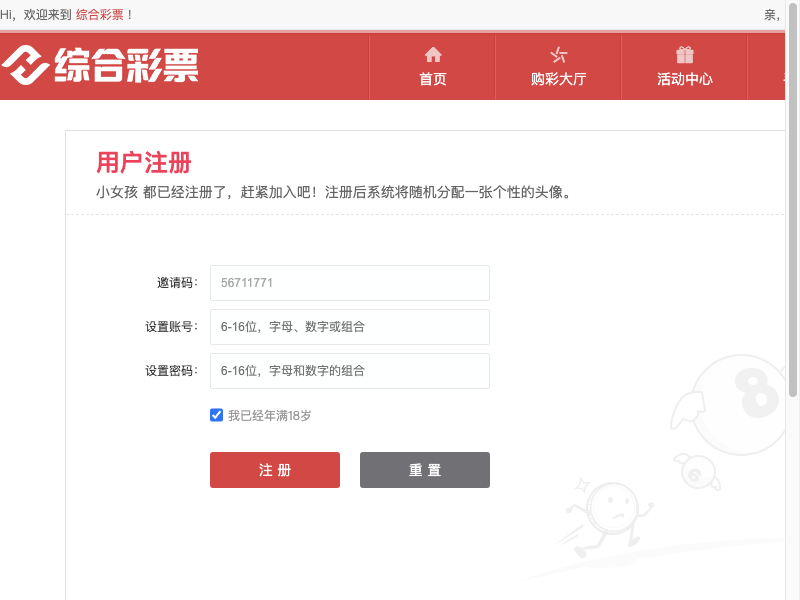 Hi，欢迎来到 综合彩票！
亲，
综合彩票
首页
购彩大厅
活动中心
用户注册
小女孩 都已经注册了，赶紧加入吧！注册后系统将随机分配一张个性的头像。
邀请码：
56711771
设置账号：
6-16位，字母、数字或组合
设置密码：
6-16位，字母和数字的组合
我已经年满18岁
注 册
重 置
8
6